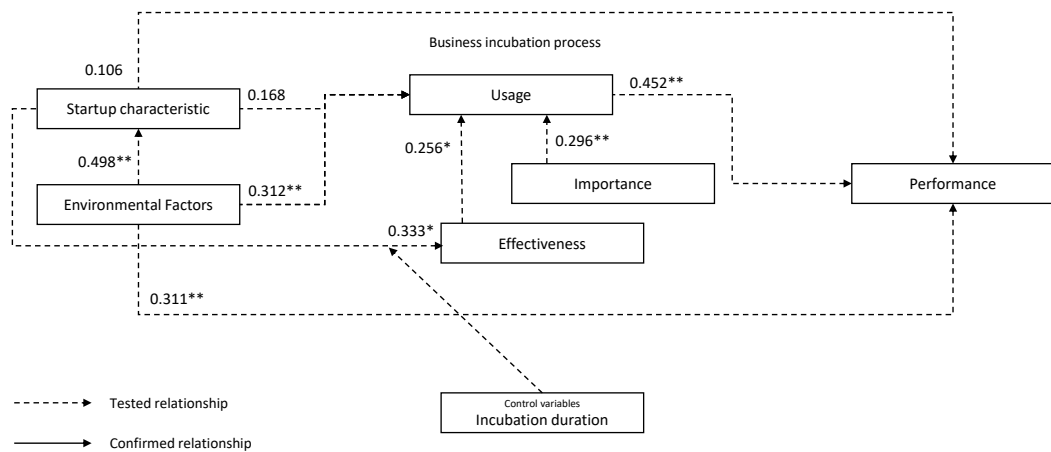 Business incubation process
0.106
Startup characteristic
0.168
Usage
0.452**
0.498**
0.256*
0.296**
Environmental Factors
0.312**
Importance
Performance
0.333*
Effectiveness
0.311**
Control variables
Incubation duration
Tested relationship
Confirmed relationship